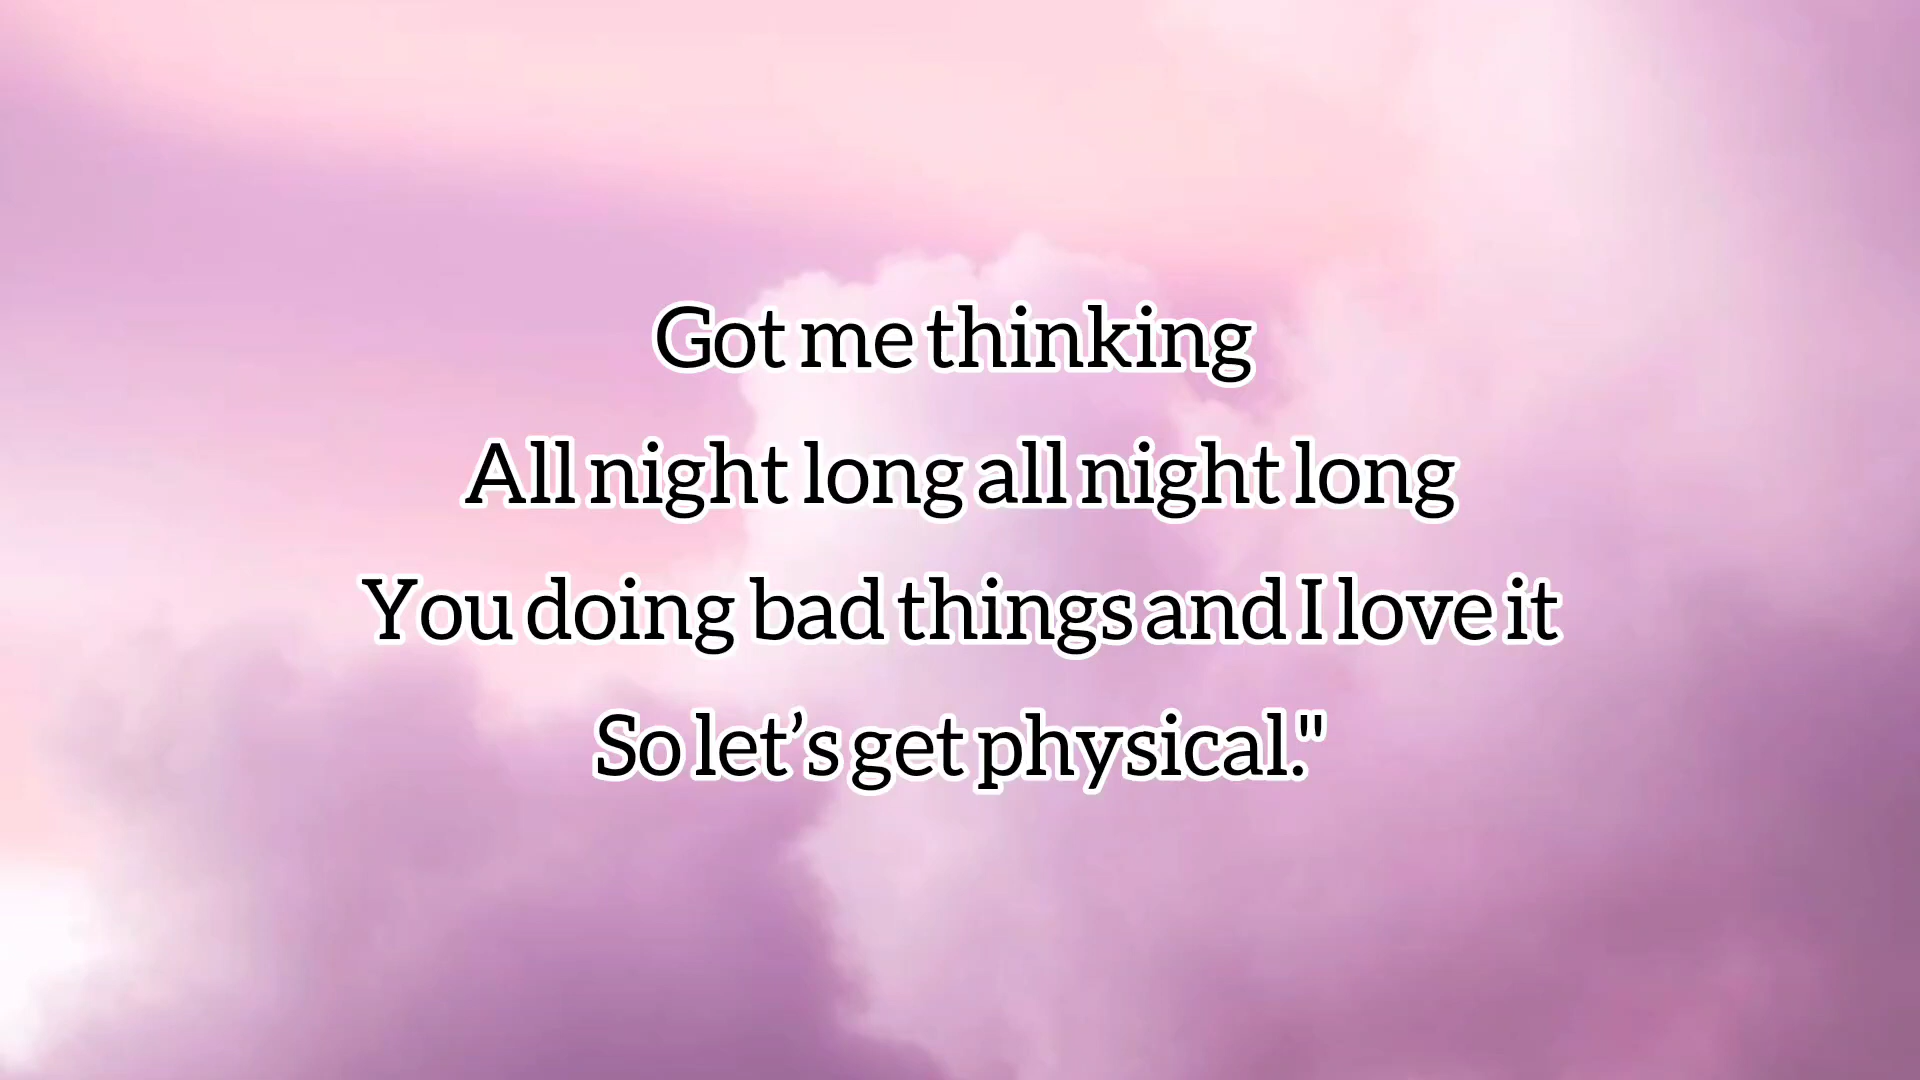 Got me thinking
All night long all night long
You doing bad things and I love it
So let’s get physical."